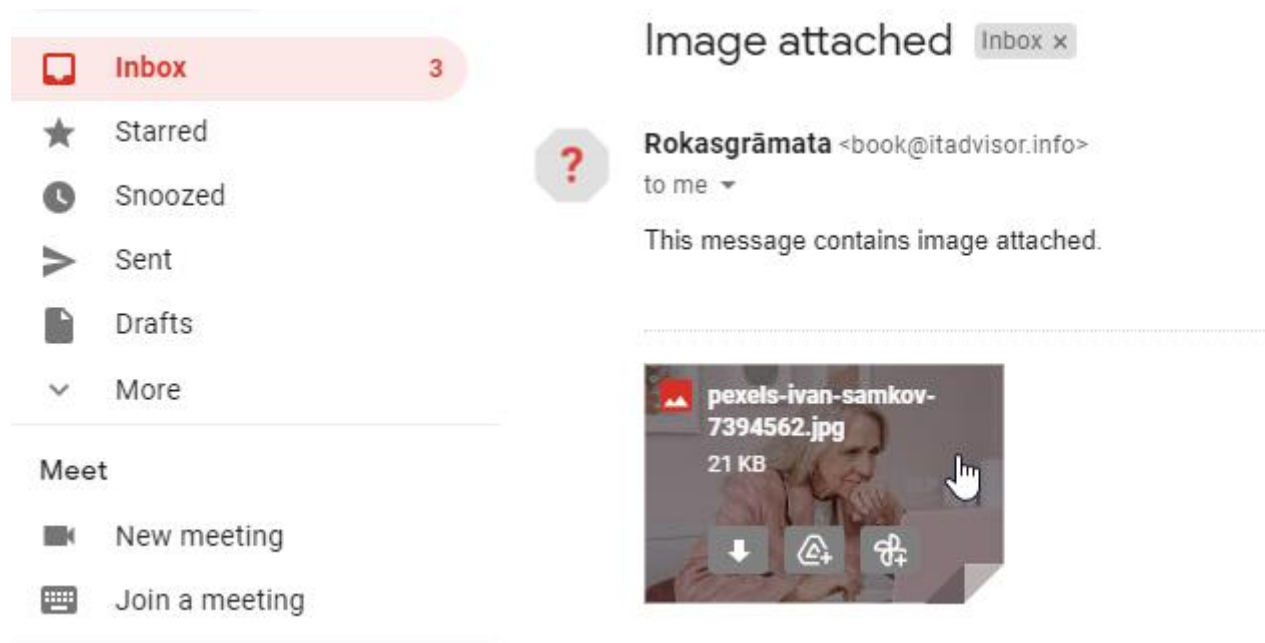 Inbox 3
Starred
Snoozed
Sent
Drafts
More
Meet
New meeting
Join a meeting
Image attached Inbox x
?
Rokasgrāmata <book@itadvisor.info>
to me
This message contains image attached.
pexels-ivan-samkov-
7394562.jpg
21 KB